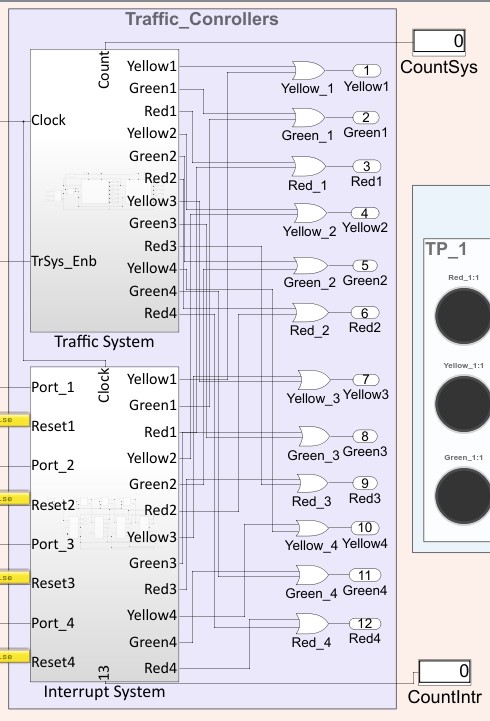 Traffic_Conrollers
0
CountSys
Count
Clock
TrSys_Enb
Yellow1
Green1
Red1
Yellow2
Green2
Red2
Yellow3
Green3
Red3
Yellow4
Green4
Red4
Traffic System
Clock
Port_1
Reset1
Port_2
Reset2
Port_3
Reset3
Port_4
Reset4
Yellow1
Green1
Red1
Yellow2
Green2
Red2
Yellow3
Green3
Red3
Yellow4
Green4
Red4
13
Interrupt System
lse
lse
lse
lse
Yellow_1
1
Yellow1
Green_1
2
Green1
Red_1
3
Red1
Yellow_2
4
Yellow2
Green_2
5
Green2
Red_2
6
Red2
Yellow_3
7
Yellow3
Green_3
8
Green3
Red_3
9
Red3
Yellow_4
10
Yellow4
Green_4
11
Green4
Red_4
12
Red4
TP_1
Red_1:1
Yellow_1:1
Green_1:1
0
CountIntr